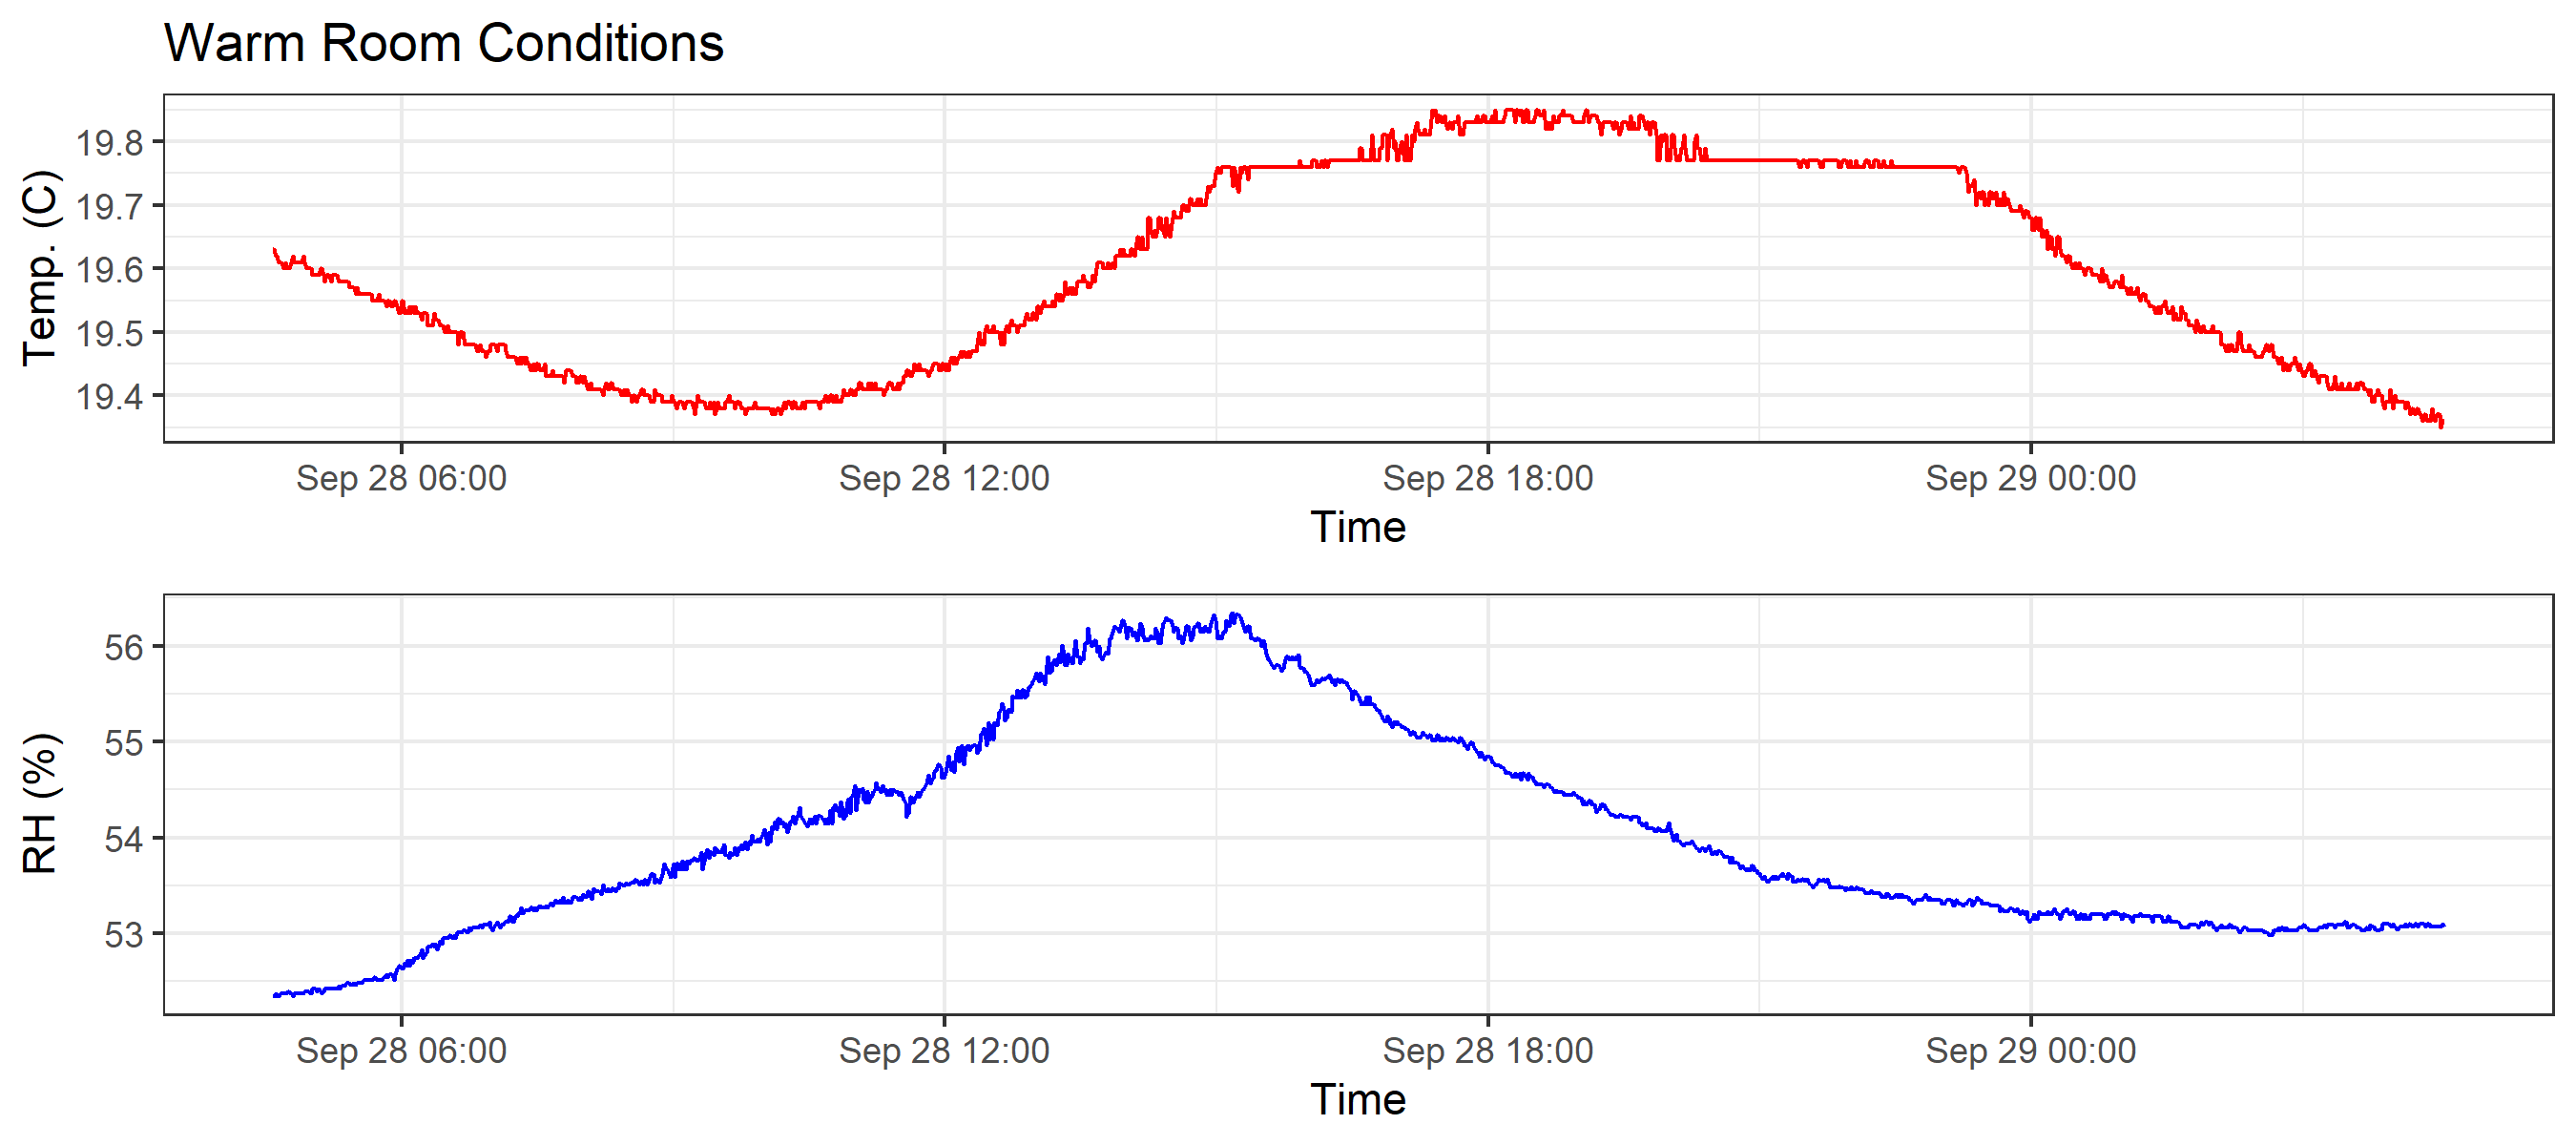 Warm Room Conditions
Temp. (C)
19.8
19.7
19.6
19.5
19.4
Sep 28 06:00 Sep 28 12:00 Sep 28 18:00 Sep 29 00:00
Time
RH (%)
56
55
54
53
Sep 28 06:00 Sep 28 12:00 Sep 28 18:00 Sep 29 00:00
Time